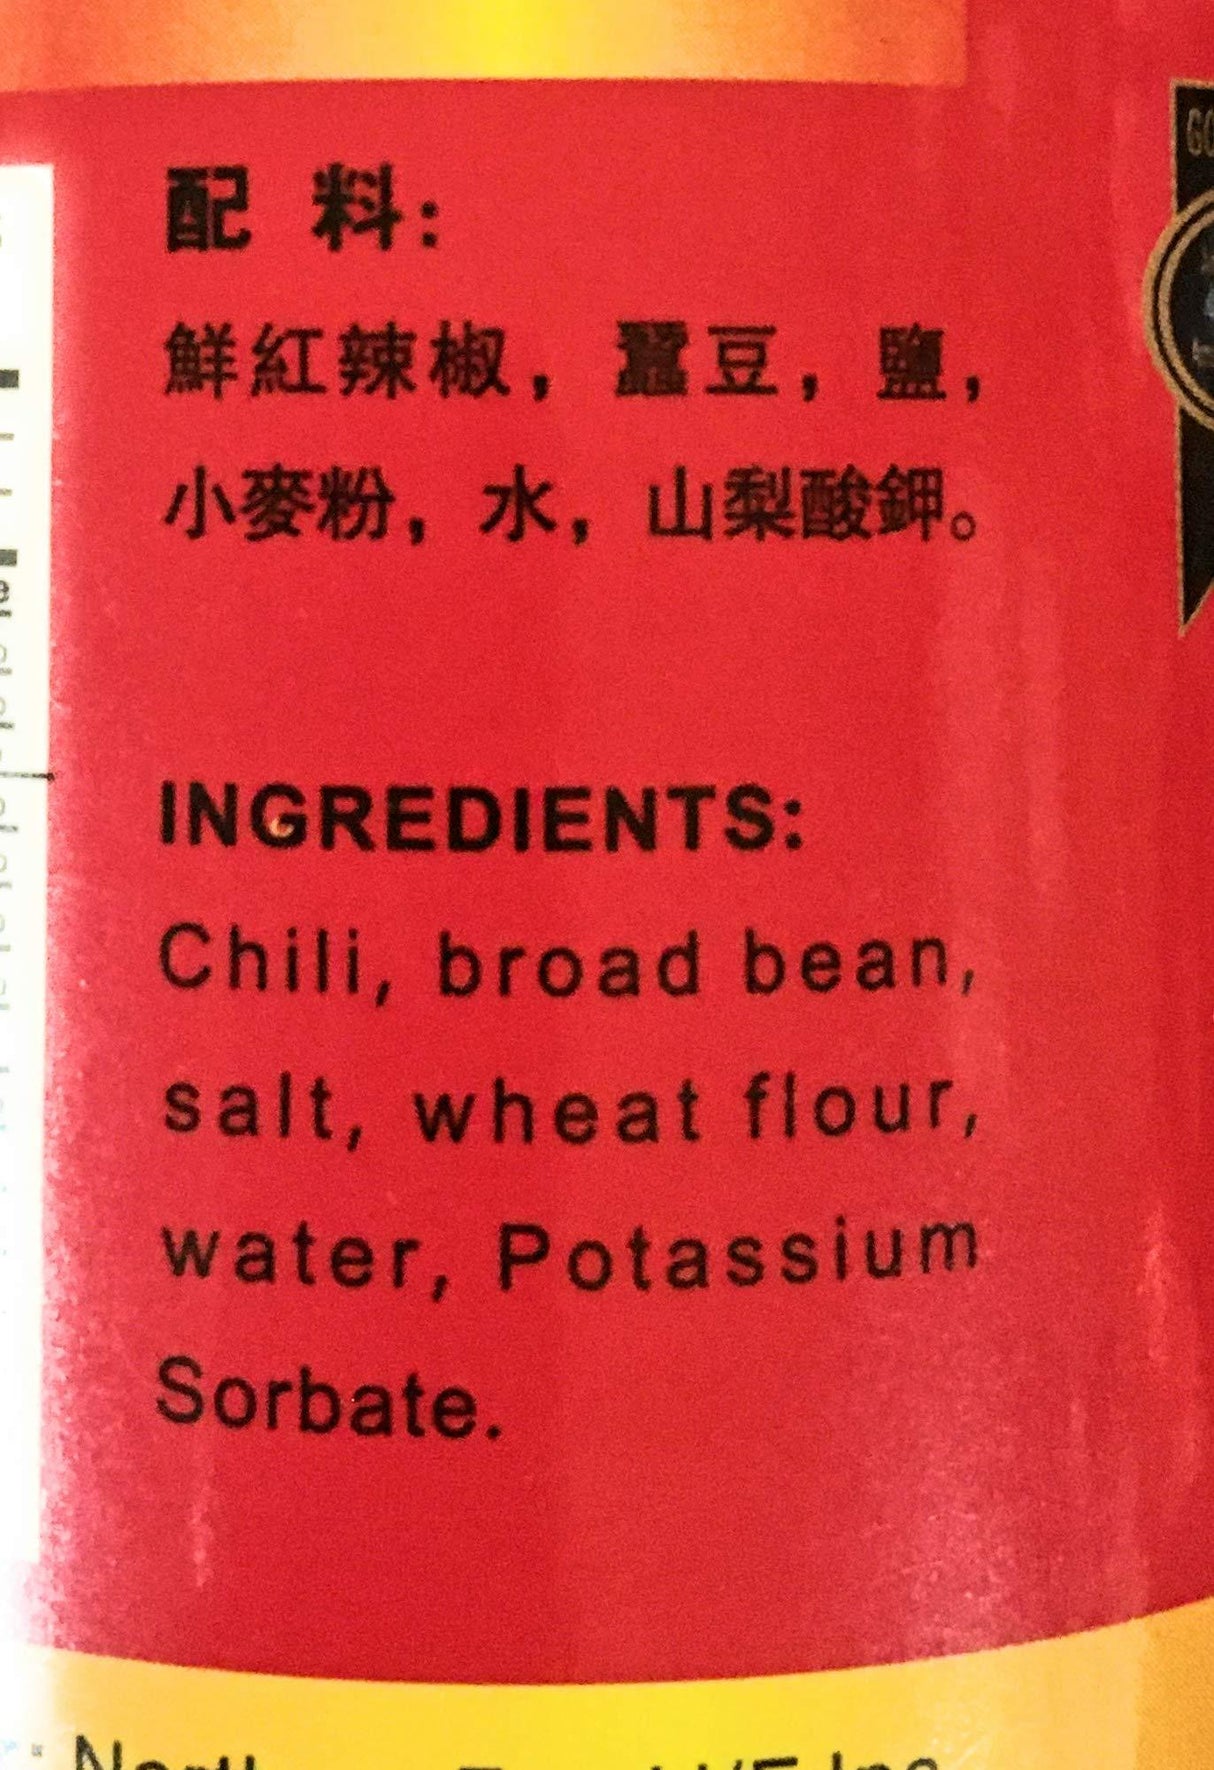 配 料:
鮮紅辣椒，蠶豆，鹽，
小麥粉，水，山梨酸鉀。
INGREDIENTS:
Chili, broad bean,
salt, wheat flour,
water, Potassium
Sorbate.